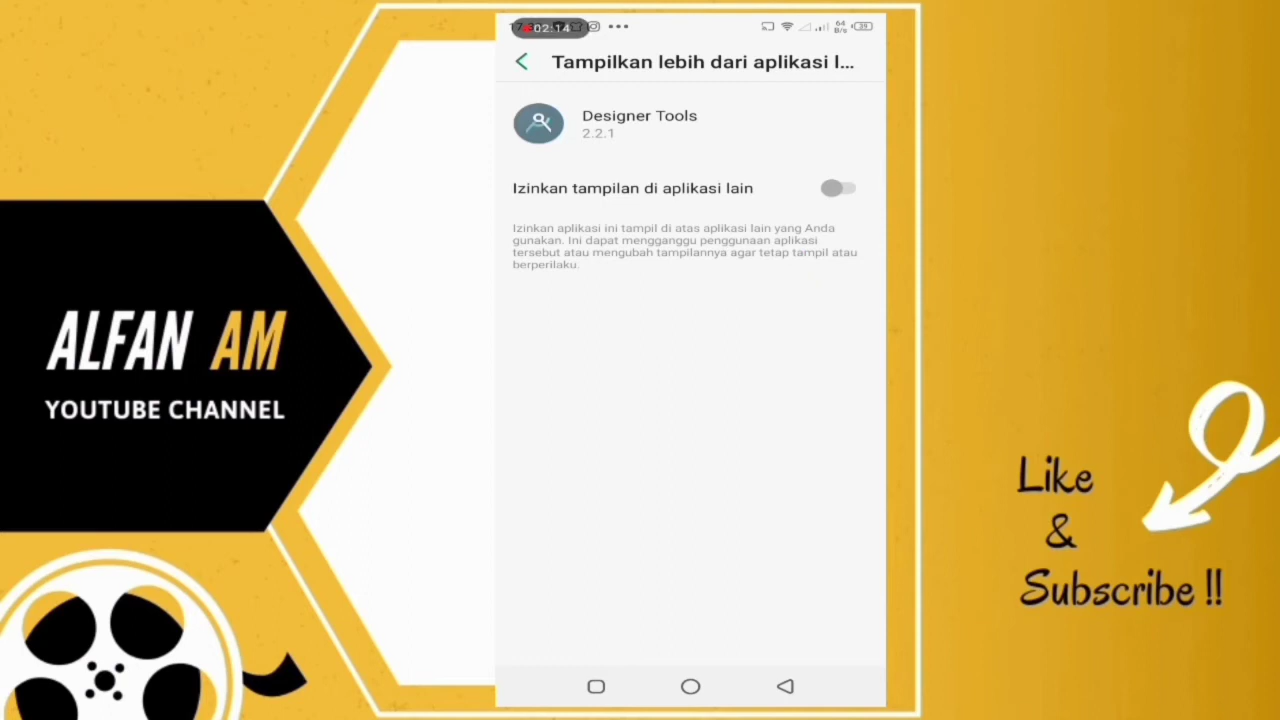 02:14
64
B/s
39
Tampilkan lebih dari aplikasi l...
Designer Tools
2.2.1
Izinkan tampilan di aplikasi lain
Izinkan aplikasi ini tampil di atas aplikasi lain yang Anda
gunakan. Ini dapat mengganggu penggunaan aplikasi
tersebut atau mengubah tampilannya agar tetap tampil atau
berperilaku.
ALFAN AM
YOUTUBE CHANNEL
Like
&
Subscribe !!